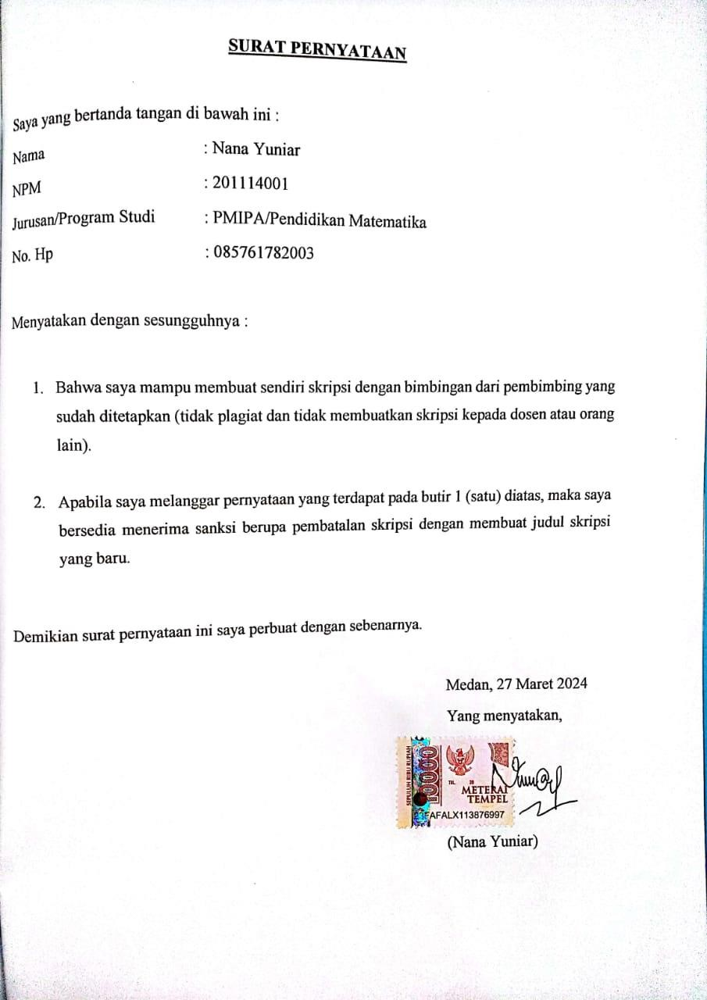 SURAT PERNYATAAN
Saya yang bertanda tangan di bawah ini :
Nama : Nana Yuniar
NPM : 201114001
Jurusan/Program Studi : PMIPA/Pendidikan Matematika
No. Hp : 085761782003
Menyatakan dengan sesungguhnya :
1. Bahwa saya mampu membuat sendiri skripsi dengan bimbingan dari pembimbing yang
sudah ditetapkan (tidak plagiat dan tidak membuatkan skripsi kepada dosen atau orang
lain).
2. Apabila saya melanggar pernyataan yang terdapat pada butir 1 (satu) diatas, maka saya
bersedia menerima sanksi berupa pembatalan skripsi dengan membuat judul skripsi
yang baru.
Demikian surat pernyataan ini saya perbuat dengan sebenarnya.
Medan, 27 Maret 2024
Yang menyatakan,
SEPULUH RIBU RUPIAH
10000
TGL. 20
METERAI
TEMPEL
AFALX113876997
(Nana Yuniar)